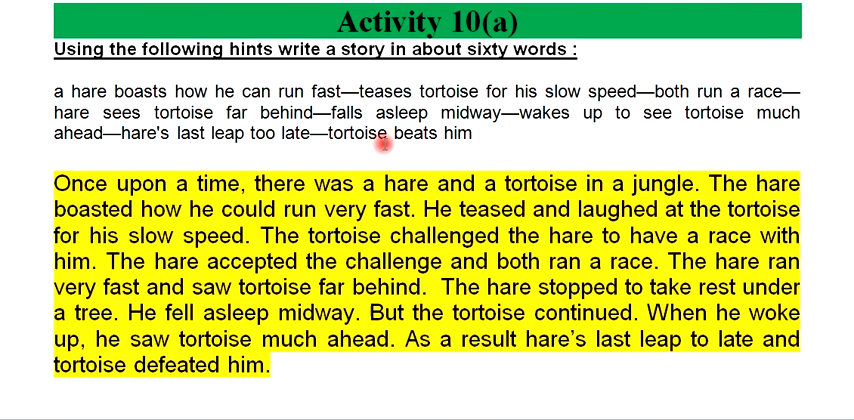 Activity 10(a)
Using the following hints write a story in about sixty words :
a hare boasts how he can run fast—teases tortoise for his slow speed—both run a race—
hare sees tortoise far behind—falls asleep midway—wakes up to see tortoise much
ahead—hare's last leap too late—tortoise beats him
Once upon a time, there was a hare and a tortoise in a jungle. The hare
boasted how he could run very fast. He teased and laughed at the tortoise
for his slow speed. The tortoise challenged the hare to have a race with
him. The hare accepted the challenge and both ran a race. The hare ran
very fast and saw tortoise far behind.  The hare stopped to take rest under
a tree. He fell asleep midway. But the tortoise continued. When he woke
up, he saw tortoise much ahead. As a result hare’s last leap to late and
tortoise defeated him.